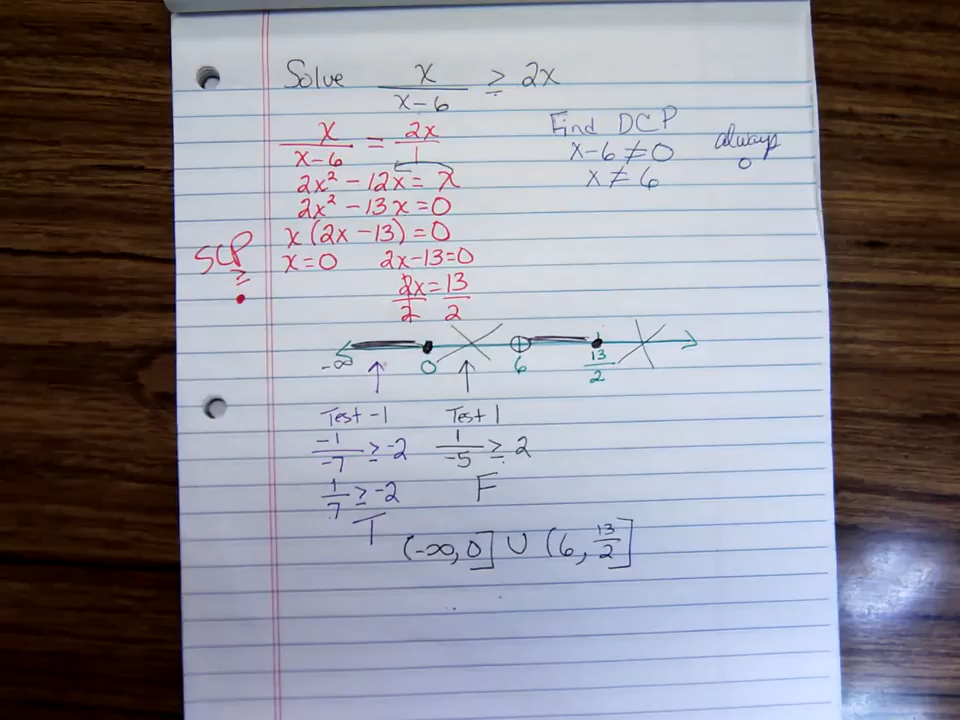 Solve x/(x-6) ≥ 2x
x/(x-6) = 2x/1
2x² - 12x = x
2x² - 13x = 0
x(2x - 13) = 0
SCP
≥
x = 0 2x - 13 = 0
2x/2 = 13/2
Find DCP
x - 6 ≠ 0
x ≠ 6
always
o
-∞ 0 6 13/2
Test -1
-1/-7 ≥ -2
1/7 ≥ -2
T
Test 1
1/-5 ≥ 2
F
(-∞, 0] ∪ (6, 13/2]